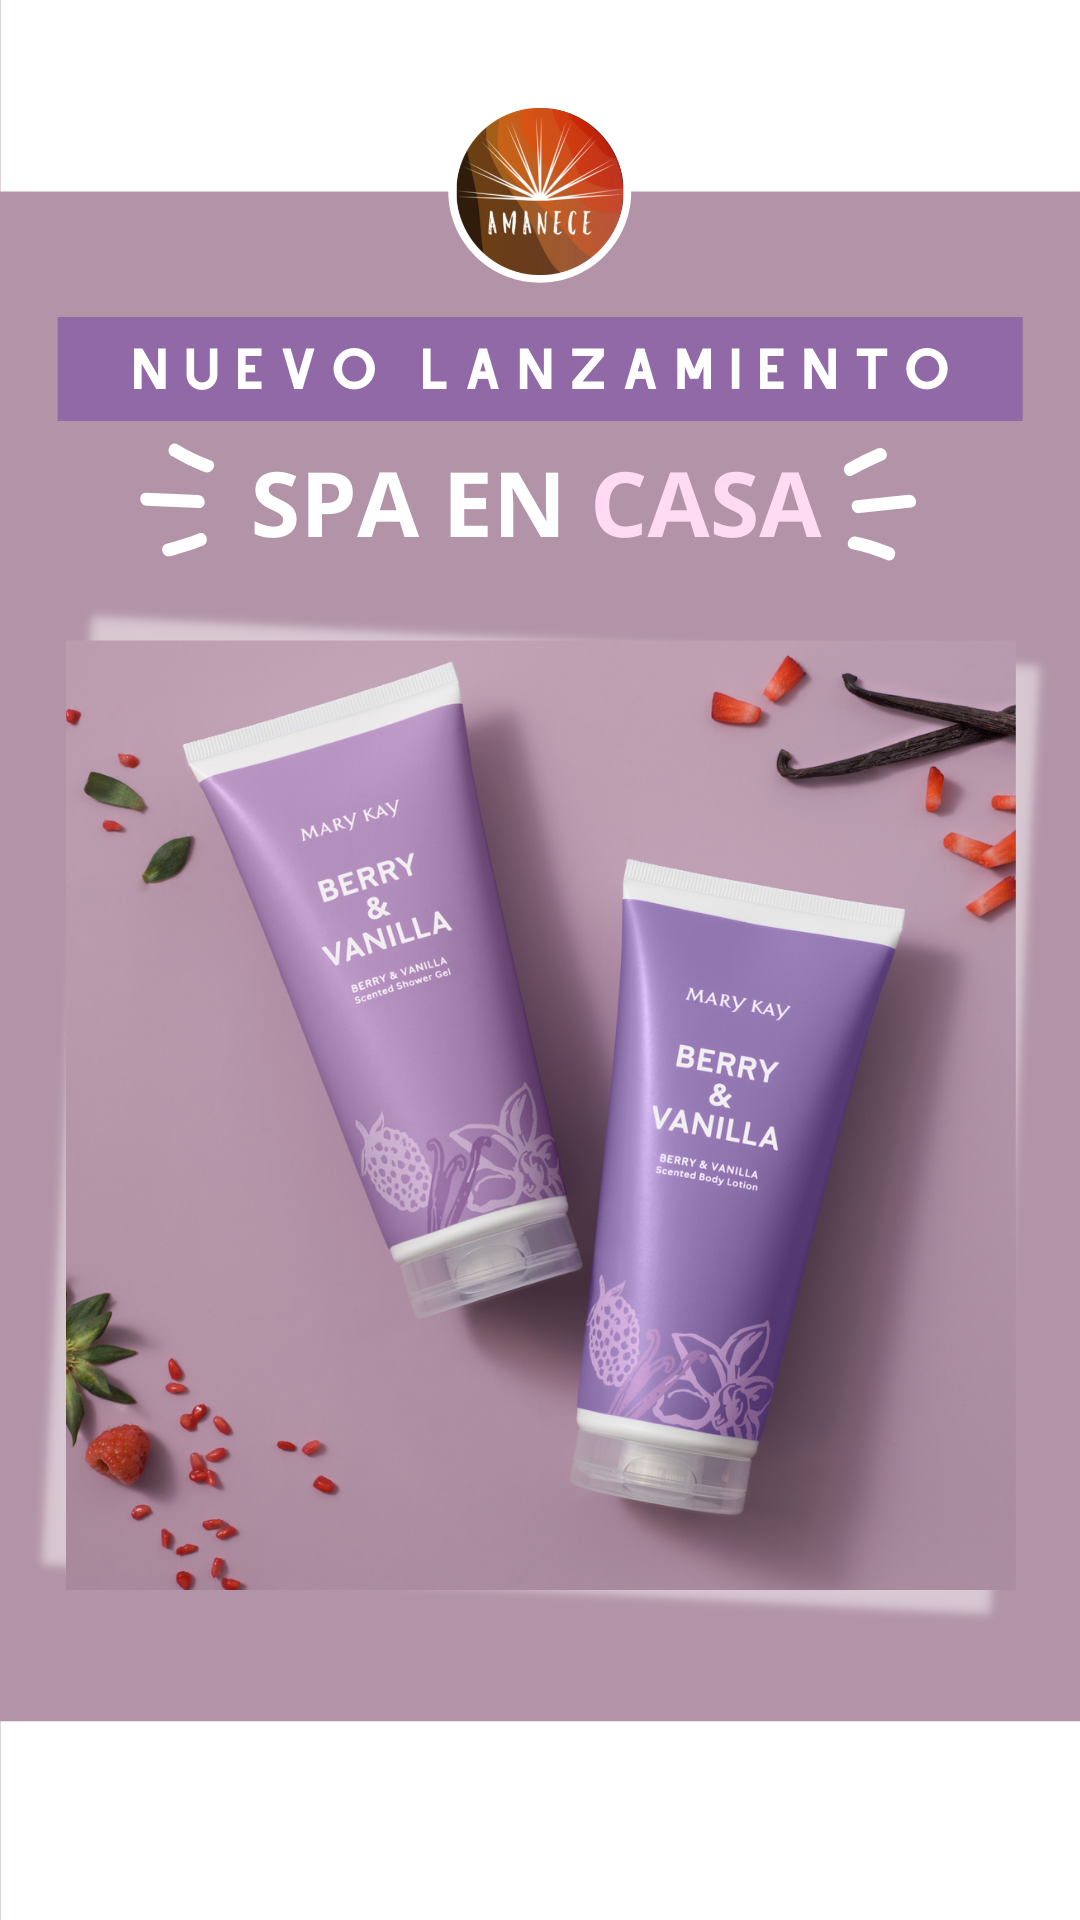 AMANECE
NUEVO LANZAMIENTO
SPA EN CASA
MARY KAY
BERRY
&
VANILLA
BERRY & VANILLA
Scented Shower Gel
MARY KAY
BERRY
&
VANILLA
BERRY & VANILLA
Scented Body Lotion